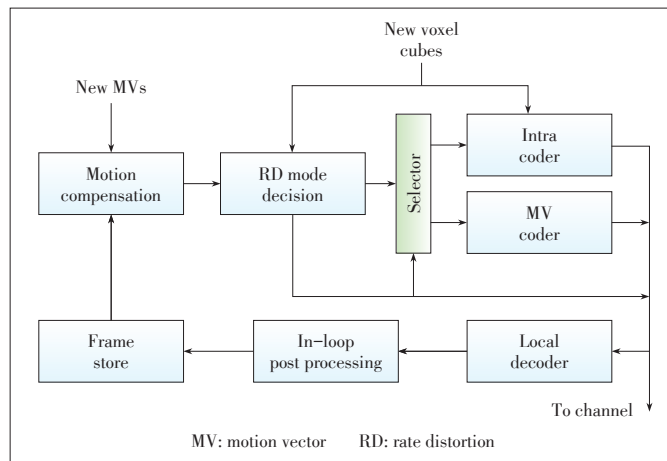 New voxel
cubes
New MVs
Motion
compensation
RD mode
decision
Selector
Intra
coder
MV
coder
Frame
store
In-loop
post processing
Local
decoder
To channel
MV: motion vector RD: rate distortion